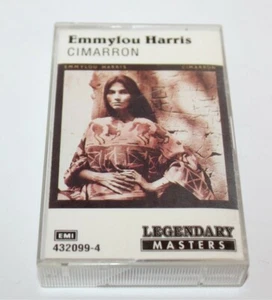 Emmylou Harris
CIMARRON
EMMYLOU HARRIS CIMARRON
EMI
432099-4
LEGENDARY
MASTERS